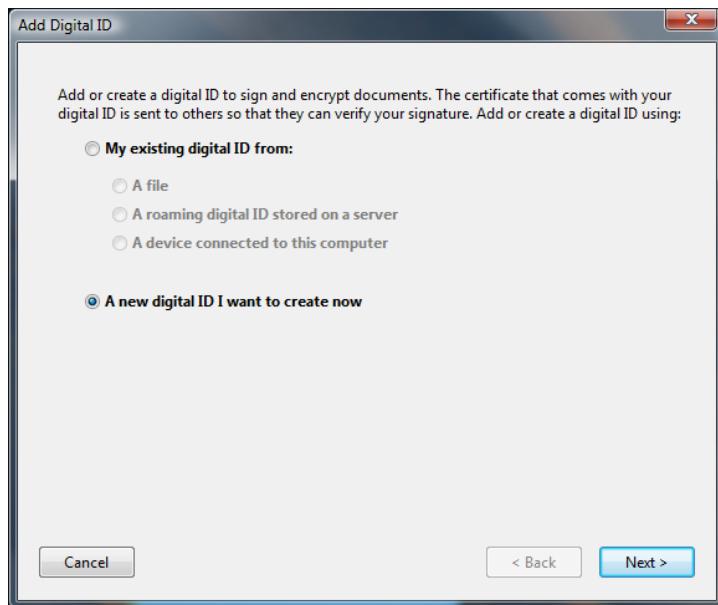 Add Digital ID
Add or create a digital ID to sign and encrypt documents. The certificate that comes with your
digital ID is sent to others so that they can verify your signature. Add or create a digital ID using:
My existing digital ID from:
A file
A roaming digital ID stored on a server
A device connected to this computer
A new digital ID I want to create now
Cancel
< Back
Next >